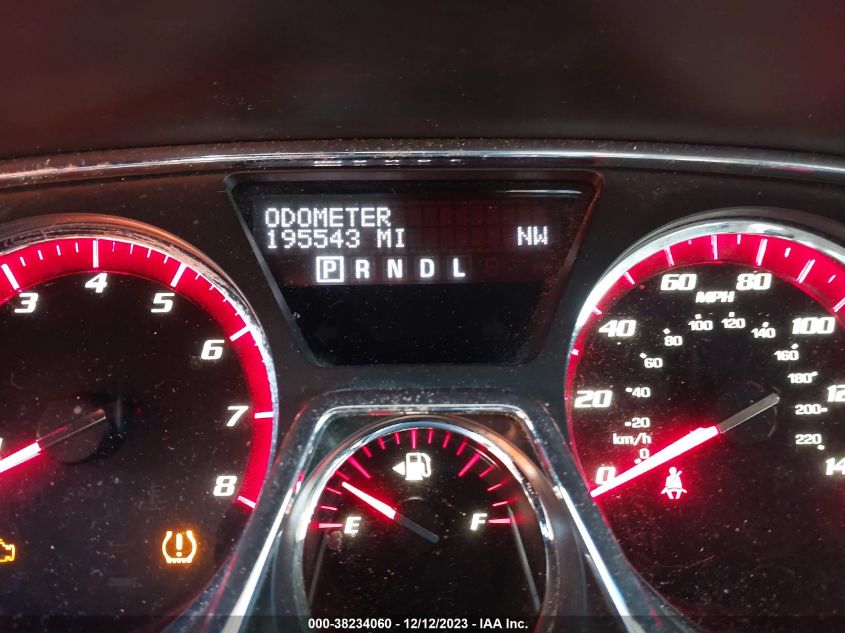 ODOMETER
195543 MI NW
P R N D L
3 4 5 6 7 8
E F
0 20 40 60 80 100
MPH
0 20 40 60 80 100 120 140 160 180 200 220
km/h
000-38234060 - 12/12/2023 - IAA Inc.